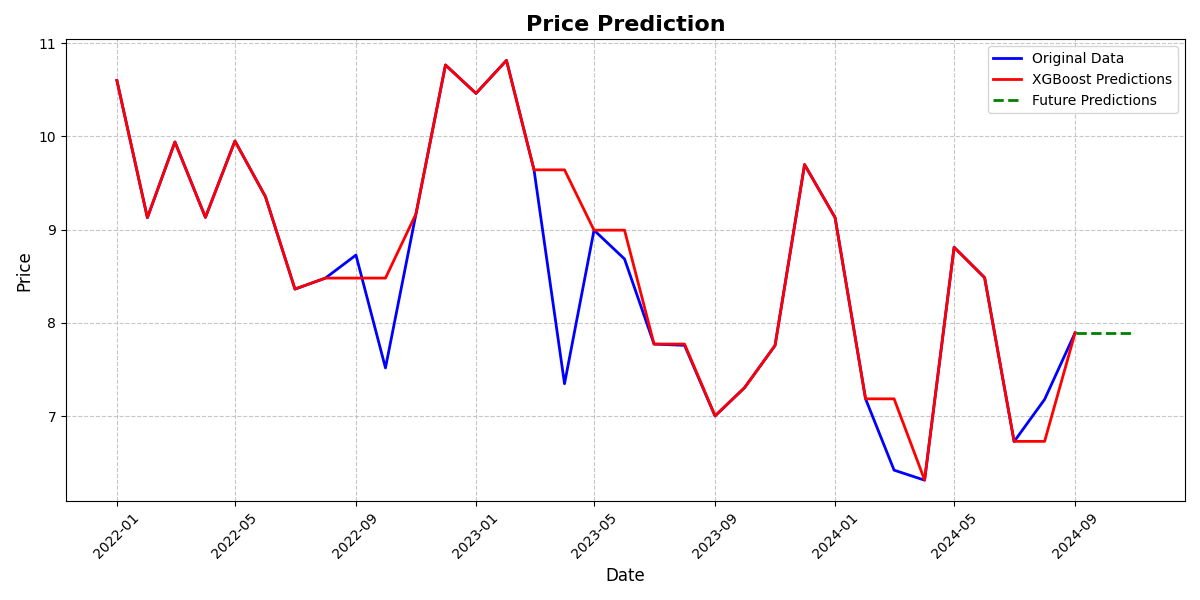 Price Prediction
Original Data
XGBoost Predictions
Future Predictions
Price
11
10
9
8
7
2022-01
2022-05
2022-09
2023-01
2023-05
2023-09
2024-01
2024-05
2024-09
Date